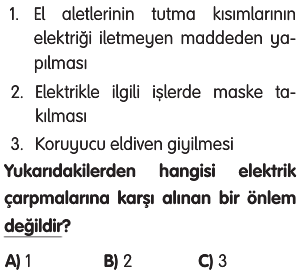 1. El aletlerinin tutma kısımlarının
elektriği iletmeyen maddeden ya-
pılması
2. Elektrikle ilgili işlerde maske ta-
kılması
3. Koruyucu eldiven giyilmesi
Yukarıdakilerden hangisi elektrik
çarpmalarına karşı alınan bir önlem
değildir?
A) 1 B) 2 C) 3